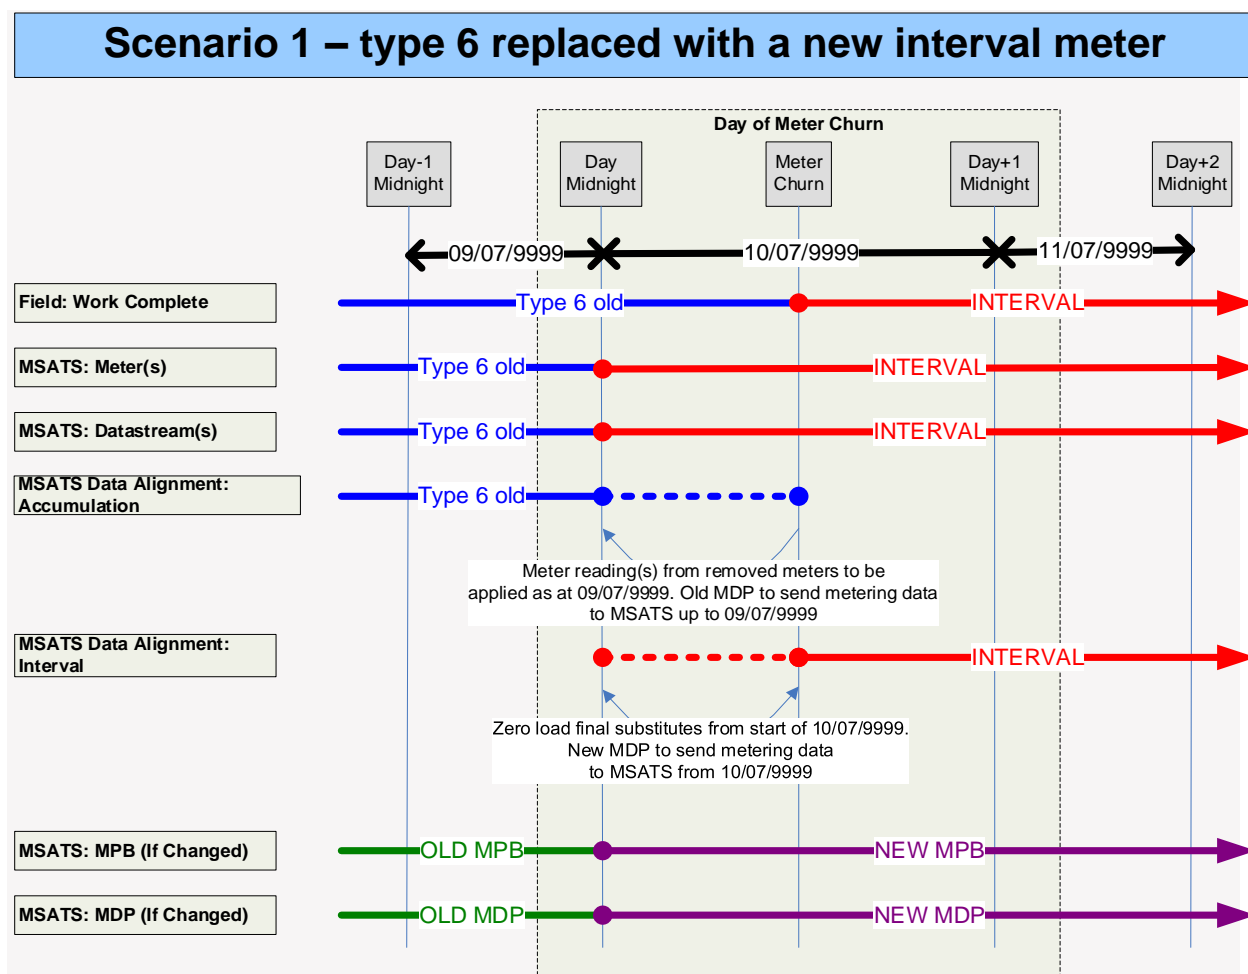 Scenario 1 – type 6 replaced with a new interval meter
Day of Meter Churn
Day-1
Midnight
Day
Midnight
Meter
Churn
Day+1
Midnight
Day+2
Midnight
09/07/9999
10/07/9999
11/07/9999
Field: Work Complete
Type 6 old
INTERVAL
MSATS: Meter(s)
Type 6 old
INTERVAL
MSATS: Datastream(s)
Type 6 old
INTERVAL
MSATS Data Alignment:
Accumulation
Type 6 old
Meter reading(s) from removed meters to be
applied as at 09/07/9999. Old MDP to send metering data
to MSATS up to 09/07/9999
MSATS Data Alignment:
Interval
INTERVAL
Zero load final substitutes from start of 10/07/9999.
New MDP to send metering data
to MSATS from 10/07/9999
MSATS: MPB (If Changed)
OLD MPB
NEW MPB
MSATS: MDP (If Changed)
OLD MDP
NEW MDP